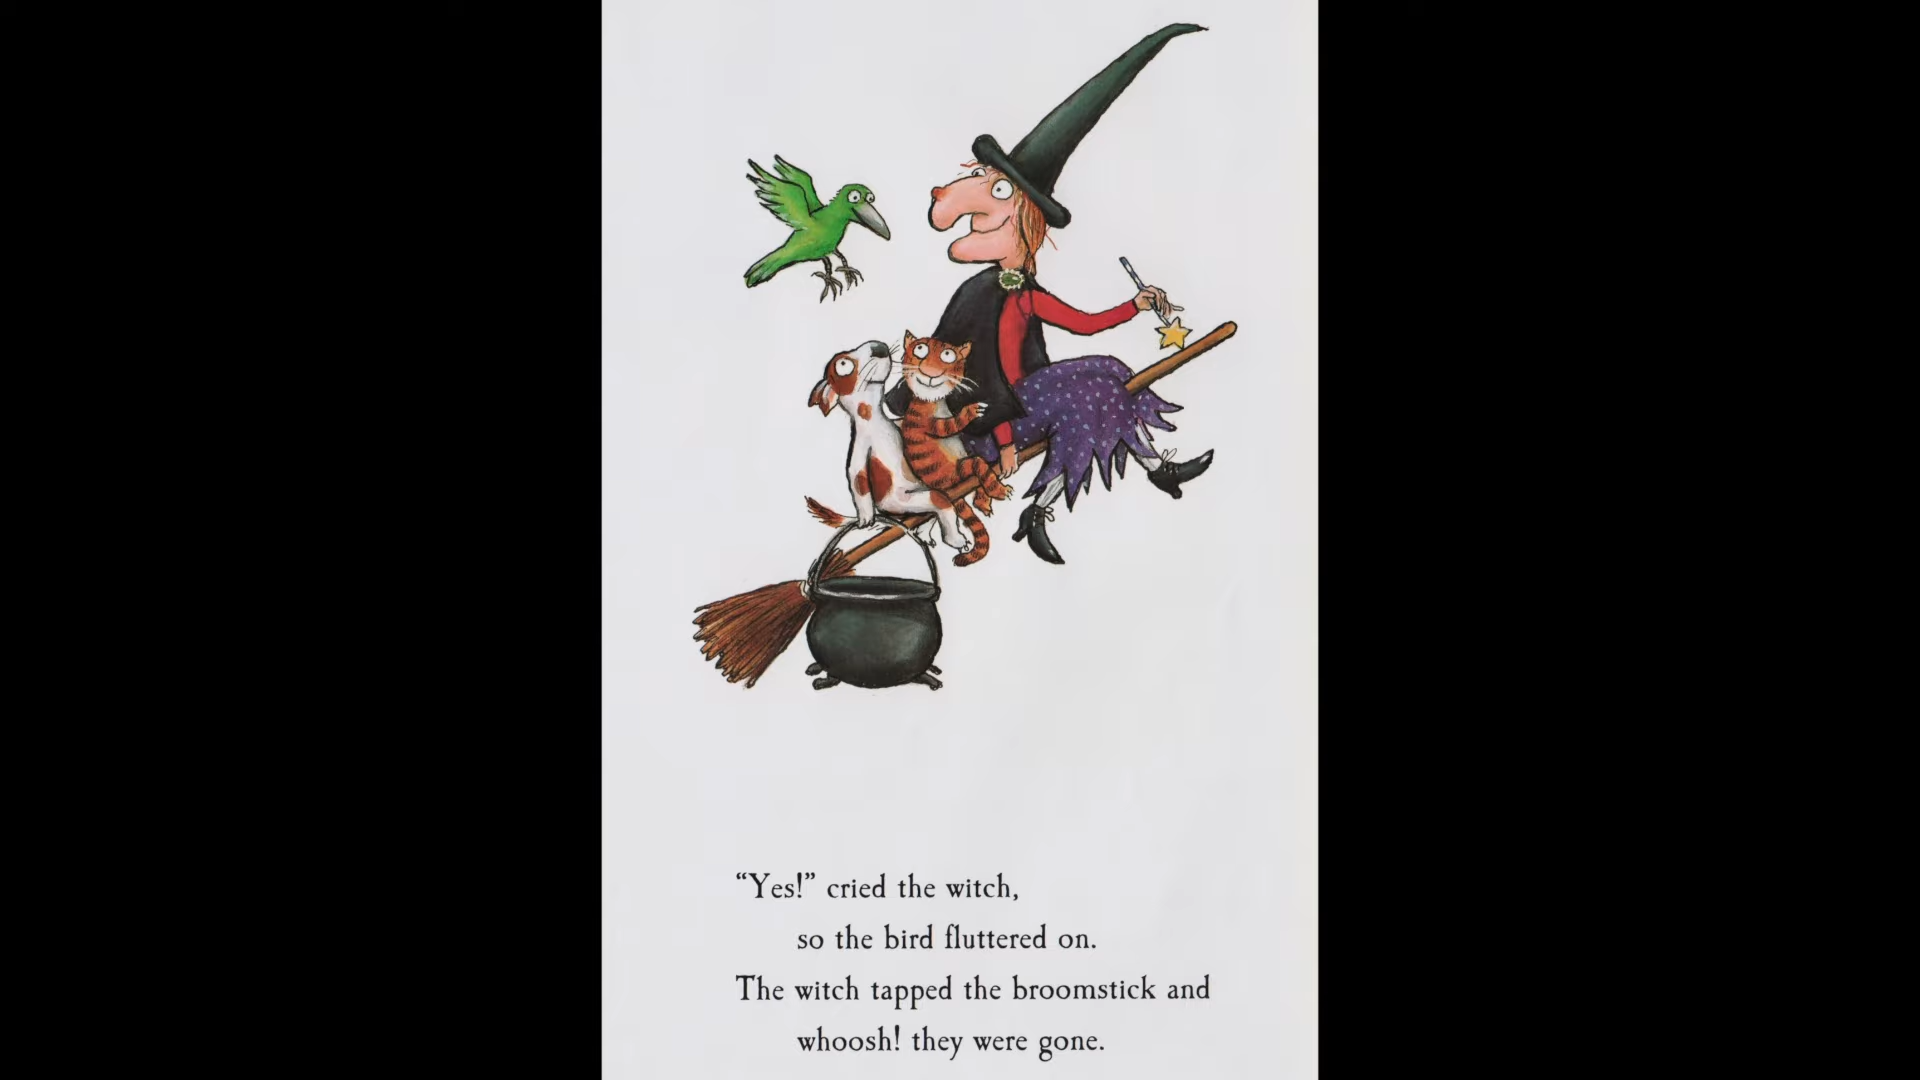 “Yes!” cried the witch,
so the bird fluttered on.
The witch tapped the broomstick and
whoosh! they were gone.